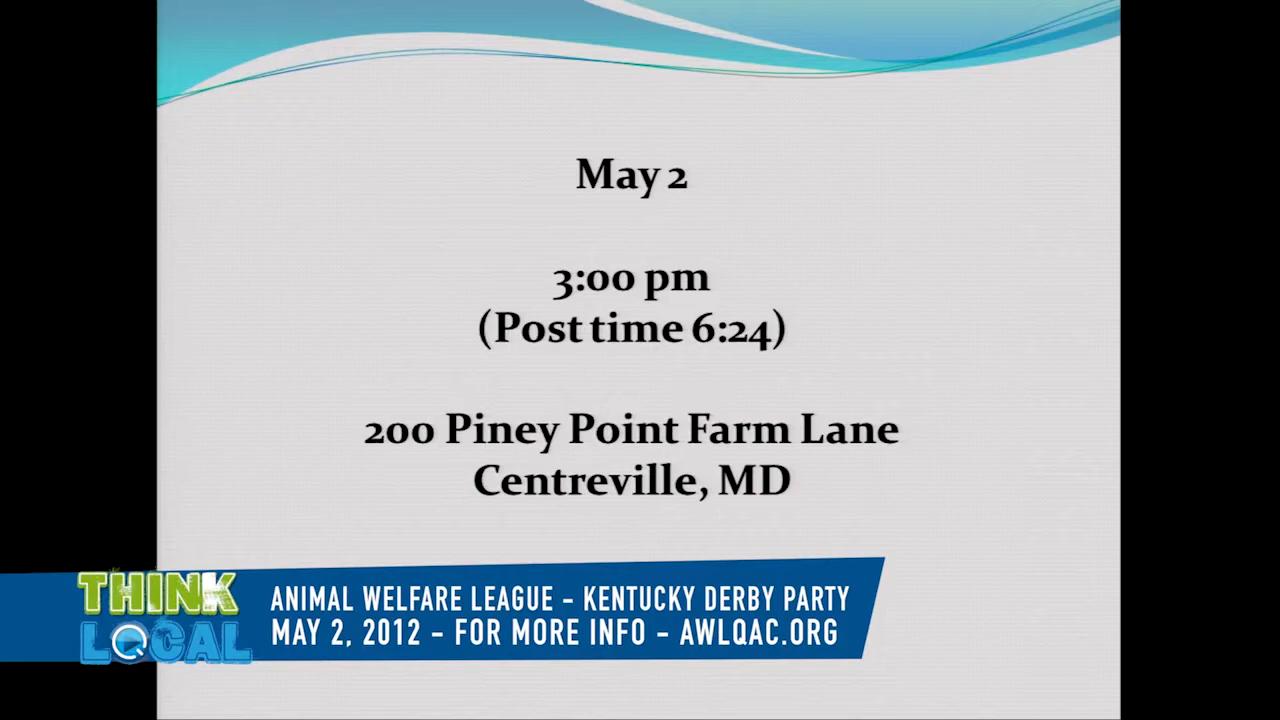 May 2
3:00 pm
(Post time 6:24)
200 Piney Point Farm Lane
Centreville, MD
THINK
LOCAL
ANIMAL WELFARE LEAGUE - KENTUCKY DERBY PARTY
MAY 2, 2012 - FOR MORE INFO - AWLQAC.ORG